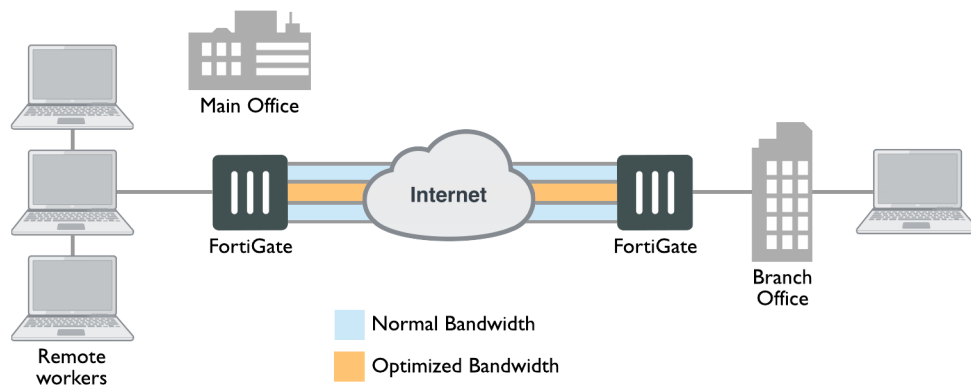 Main Office
Internet
FortiGate
FortiGate
Branch
Office
Normal Bandwidth
Optimized Bandwidth
Remote
workers